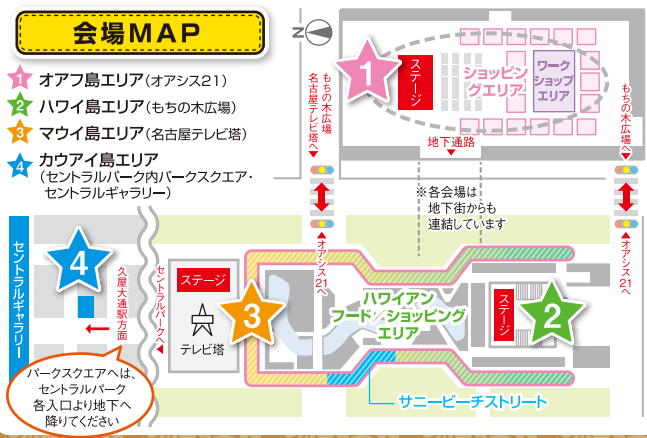 会場MAP
1 オアフ島エリア（オアシス21）
2 ハワイ島エリア（もちの木広場）
3 マウイ島エリア（名古屋テレビ塔）
4 カウアイ島エリア
（セントラルパーク内パークスクエア・
セントラルギャラリー）
N
1
ステージ
ショッピン
グエリア
ワーク
ショップ
エリア
地下通路
もちの木広場
名古屋テレビ塔へ
もちの木広場へ
※各会場は
地下街からも
連結しています
オアシス21へ
オアシス21へ
セントラルギャラリー
4
久屋大通駅方面
セントラルパークへ
ステージ
テレビ塔
3
ハワイアン
フード／ショッピング
エリア
ステージ
2
サニービーチストリート
パークスクエアへは、
セントラルパーク
各入口より地下へ
降りてください